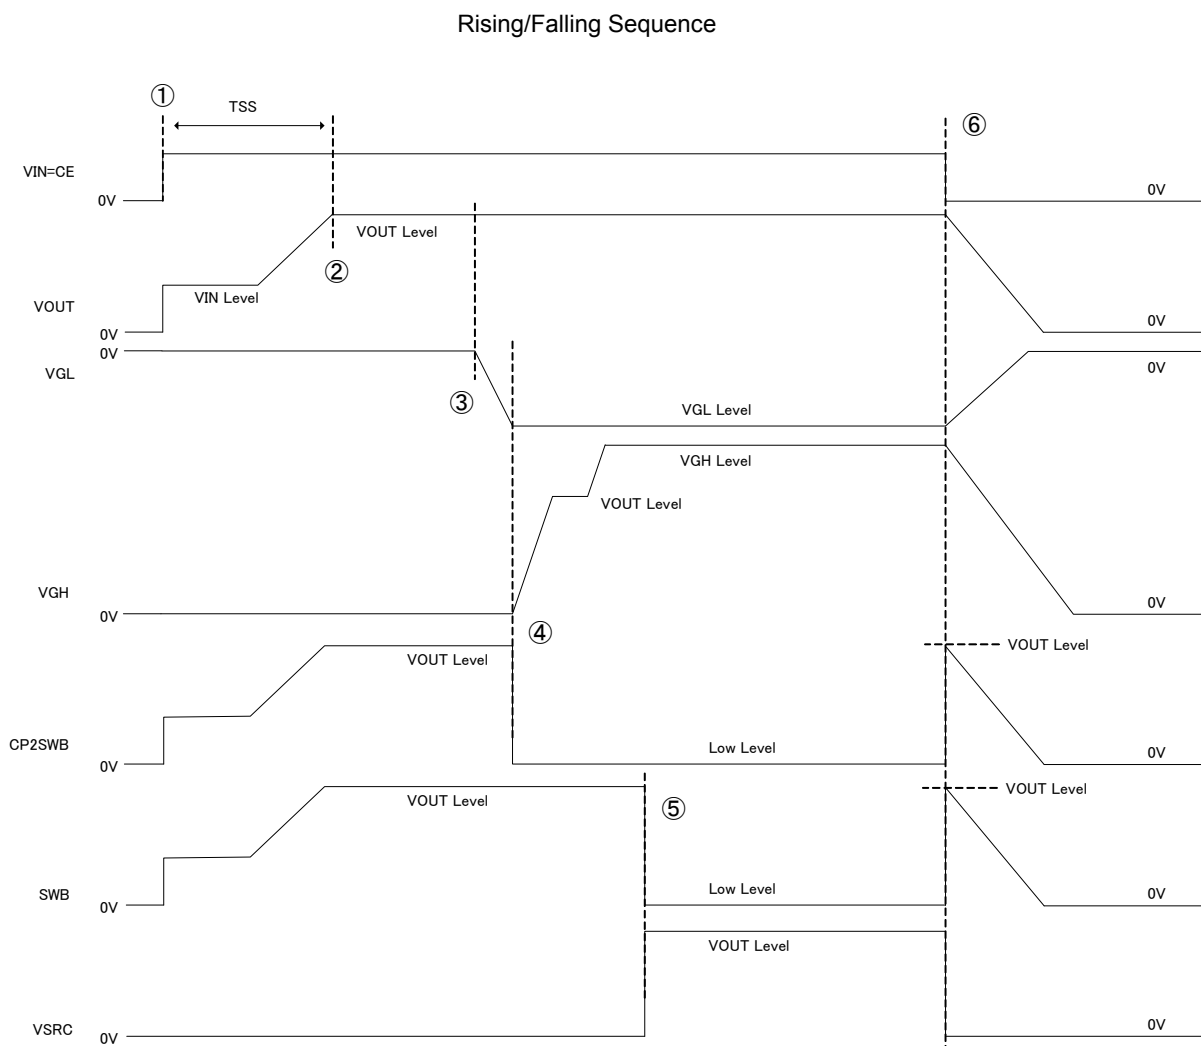 Rising/Falling Sequence
①
TSS
⑥
VIN=CE
0V
0V
VOUT Level
②
VIN Level
VOUT
0V
0V
0V
VGL
0V
③
VGL Level
VGH Level
VOUT Level
VGH
0V
0V
④
VOUT Level
VOUT Level
CP2SWB
0V
Low Level
0V
VOUT Level
VOUT Level
⑤
SWB
0V
Low Level
0V
VOUT Level
VSRC
0V
0V